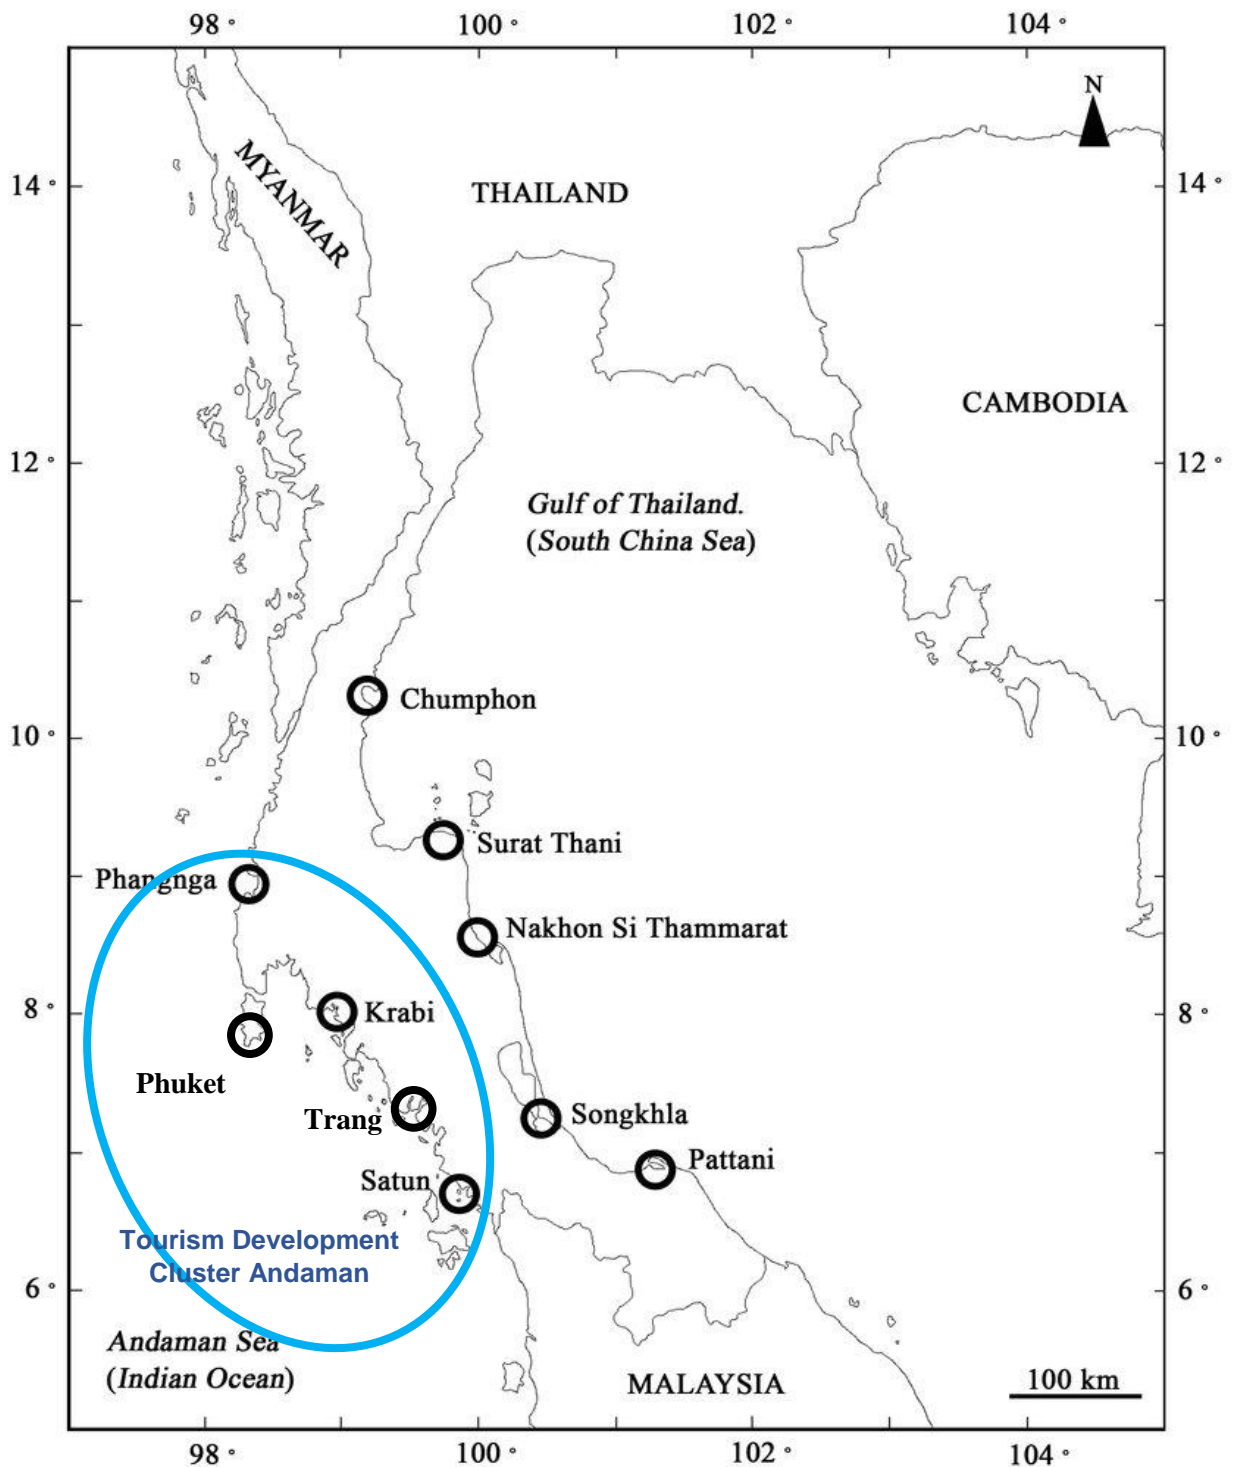 98 °
100 °
102 °
104 °
N
MYANMAR
14 °
THAILAND
14 °
CAMBODIA
12 °
12 °
Gulf of Thailand.
(South China Sea)
Chumphon
10 °
10 °
Surat Thani
Phangnga
Nakhon Si Thammarat
8 °
Krabi
8 °
Phuket
Trang
Songkhla
Pattani
Satun
Tourism Development
Cluster Andaman
6 °
6 °
Andaman Sea
(Indian Ocean)
MALAYSIA
100 km
98 °
100 °
102 °
104 °